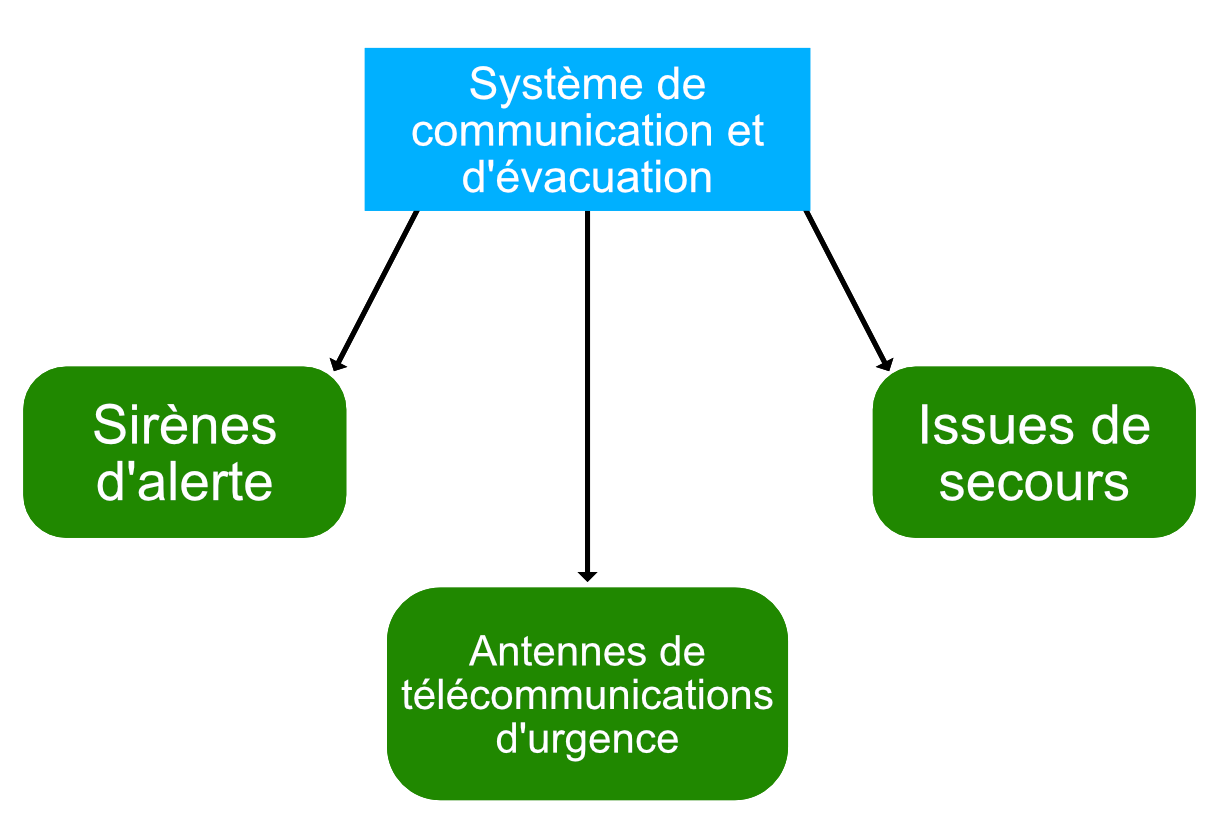 Système de
communication et
d'évacuation
Sirènes
d'alerte
Issues de
secours
Antennes de
télécommunications
d'urgence